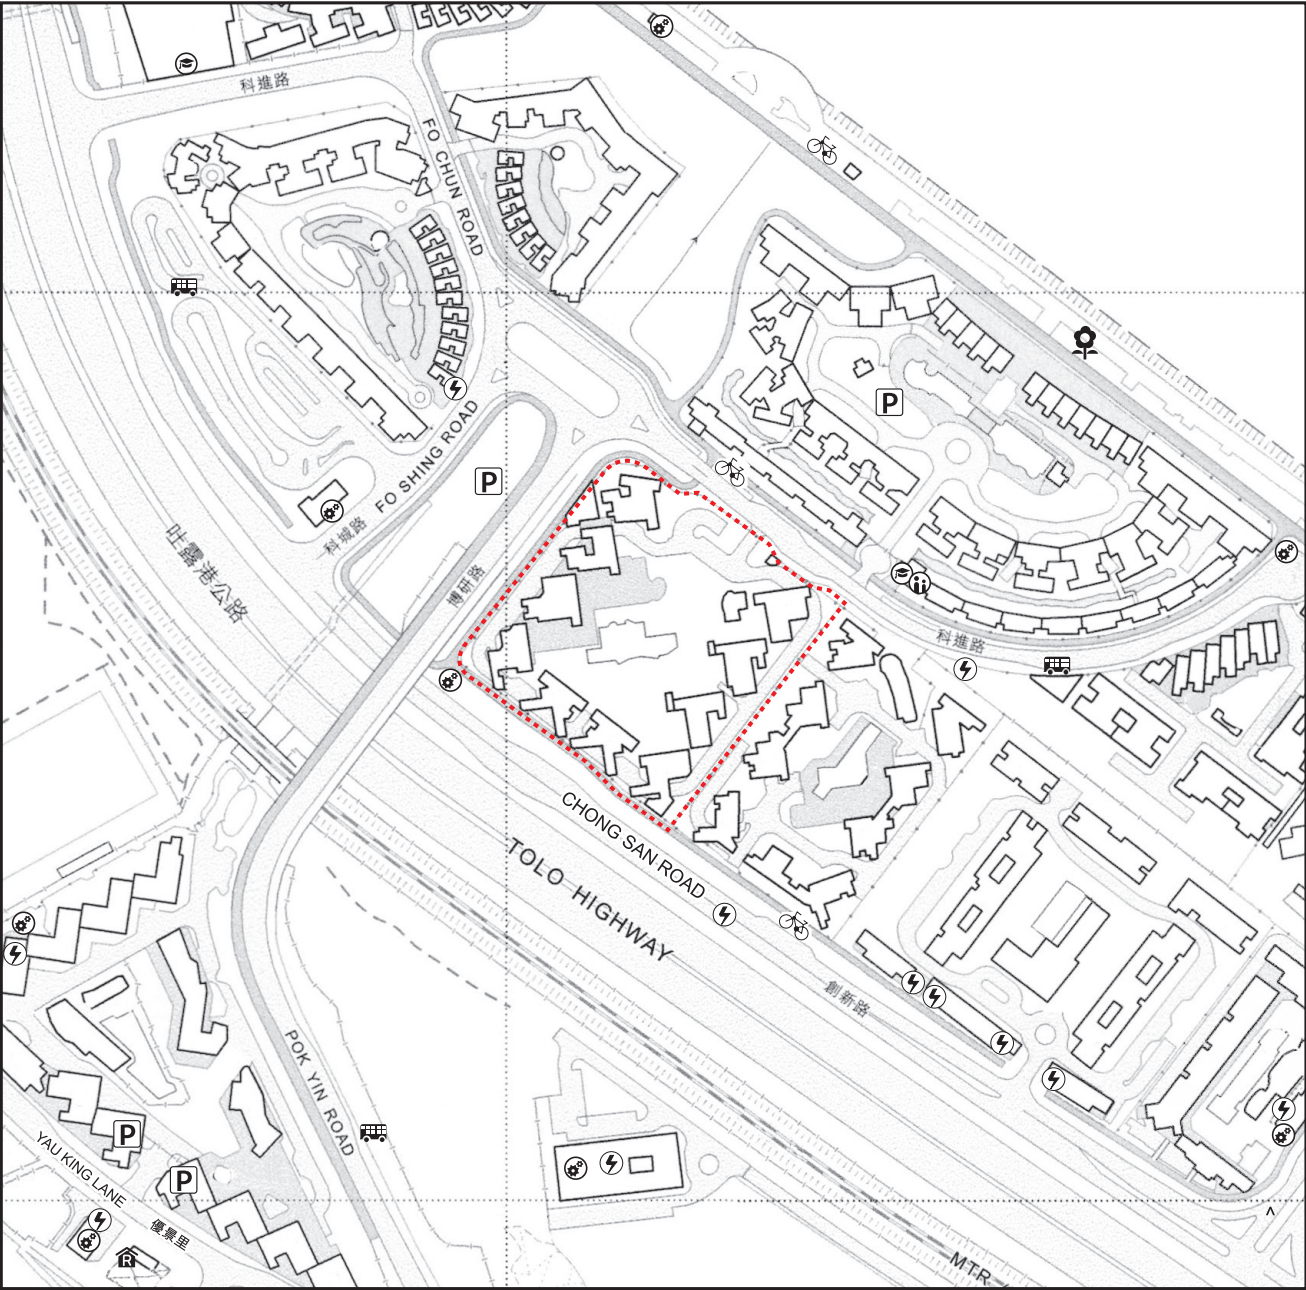 科進路
FO CHUN ROAD
P
P
FO SHING ROAD
科城路
吐露港公路
博研路
科進路
CHONG SAN ROAD
TOLO HIGHWAY
創新路
POK YIN ROAD
P
YAU KING LANE
P
優景里
R
MTR